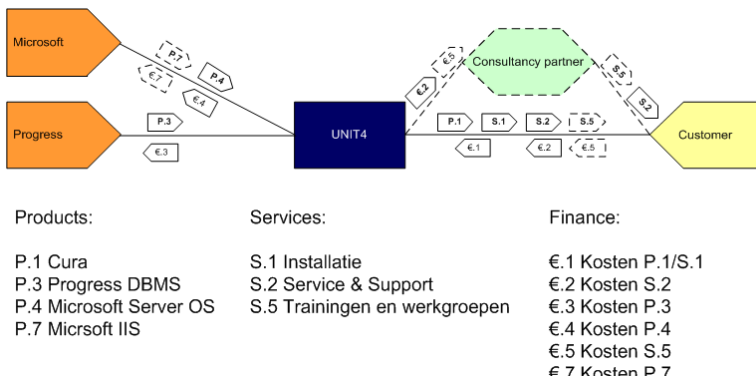 Microsoft
P.7
P.4
€.7
€.4
Progress
P.3
€.3
UNIT4
€.2
€.5
Consultancy partner
S.5
S.2
P.1
S.1
S.2
S.5
€.1
€.2
€.5
Customer
Products:
P.1 Cura
P.3 Progress DBMS
P.4 Microsoft Server OS
P.7 Micrsoft IIS
Services:
S.1 Installatie
S.2 Service & Support
S.5 Trainingen en werkgroepen
Finance:
€.1 Kosten P.1/S.1
€.2 Kosten S.2
€.3 Kosten P.3
€.4 Kosten P.4
€.5 Kosten S.5
€.7 Kosten P.7